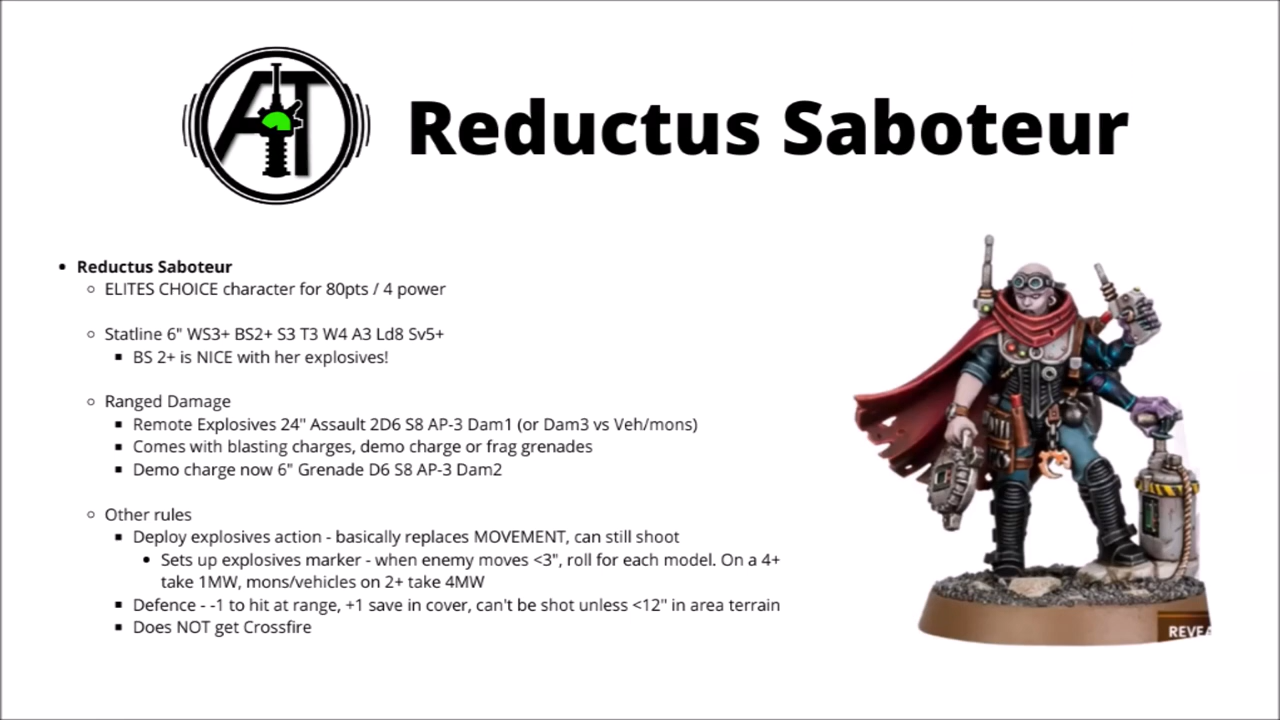 AT
Reductus Saboteur
• Reductus Saboteur
○ ELITES CHOICE character for 80pts / 4 power
○ Statline 6" WS3+ BS2+ S3 T3 W4 A3 Ld8 Sv5+
▪ BS 2+ is NICE with her explosives!
○ Ranged Damage
▪ Remote Explosives 24" Assault 2D6 S8 AP-3 Dam1 (or Dam3 vs Veh/mons)
▪ Comes with blasting charges, demo charge or frag grenades
▪ Demo charge now 6" Grenade D6 S8 AP-3 Dam2
○ Other rules
▪ Deploy explosives action - basically replaces MOVEMENT, can still shoot
• Sets up explosives marker - when enemy moves <3", roll for each model. On a 4+
take 1MW, mons/vehicles on 2+ take 4MW
▪ Defence - -1 to hit at range, +1 save in cover, can't be shot unless <12" in area terrain
▪ Does NOT get Crossfire
REVEA